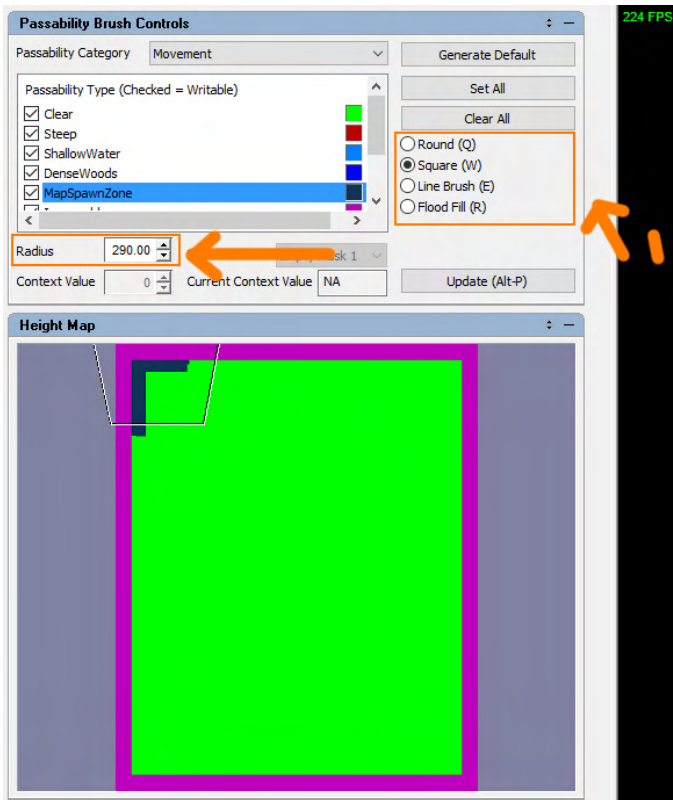 Passability Brush Controls
224 FPS
Passability Category Movement
Generate Default
Passability Type (Checked = Writable)
Set All
Clear
Clear All
Steep
Round (Q)
ShallowWater
Square (W)
DenseWoods
Line Brush (E)
MapSpawnZone
Flood Fill (R)
Radius 290.00
Context Value 0 Current Context Value NA
Update (Alt-P)
Height Map